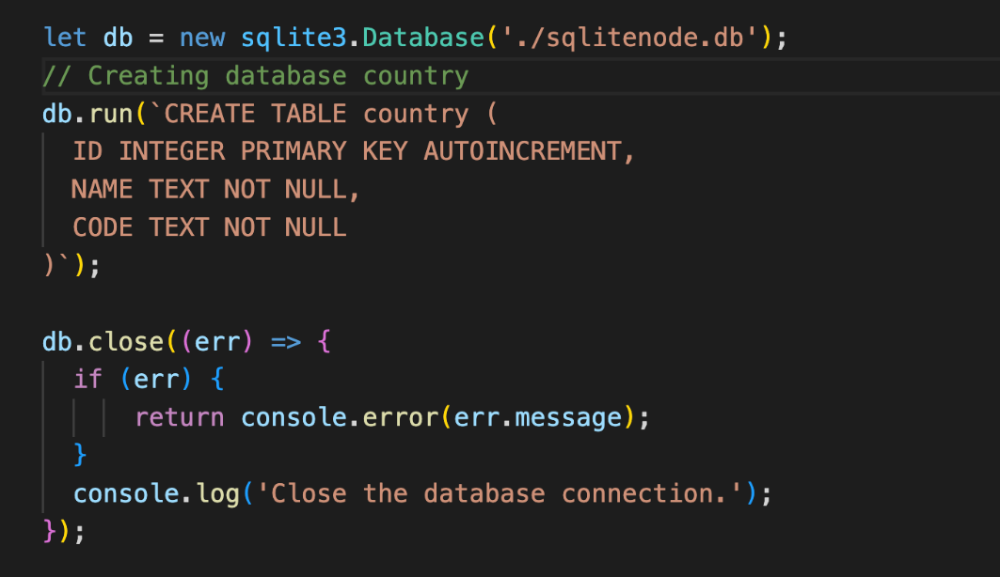 let db = new sqlite3.Database('./sqlitenode.db');
// Creating database country
db.run(`CREATE TABLE country (
ID INTEGER PRIMARY KEY AUTOINCREMENT,
NAME TEXT NOT NULL,
CODE TEXT NOT NULL
)`);
db.close((err) => {
if (err) {
return console.error(err.message);
}
console.log('Close the database connection.');
});